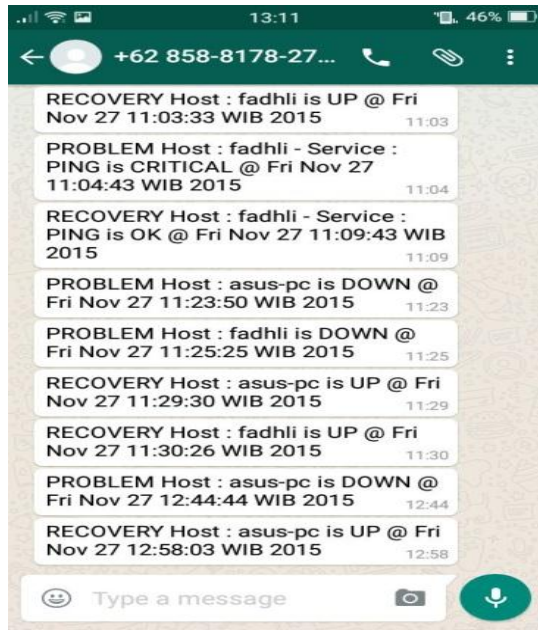 13:11
46%
+62 858-8178-27...
RECOVERY Host : fadhli is UP @ Fri
Nov 27 11:03:33 WIB 2015
11:03
PROBLEM Host : fadhli - Service :
PING is CRITICAL @ Fri Nov 27
11:04:43 WIB 2015
11:04
RECOVERY Host : fadhli - Service :
PING is OK @ Fri Nov 27 11:09:43 WIB
2015
11:09
PROBLEM Host : asus-pc is DOWN @
Fri Nov 27 11:23:50 WIB 2015
11:23
PROBLEM Host : fadhli is DOWN @
Fri Nov 27 11:25:25 WIB 2015
11:25
RECOVERY Host : asus-pc is UP @ Fri
Nov 27 11:29:30 WIB 2015
11:29
RECOVERY Host : fadhli is UP @ Fri
Nov 27 11:30:26 WIB 2015
11:30
PROBLEM Host : asus-pc is DOWN @
Fri Nov 27 12:44:44 WIB 2015
12:44
RECOVERY Host : asus-pc is UP @ Fri
Nov 27 12:58:03 WIB 2015
12:58
Type a message